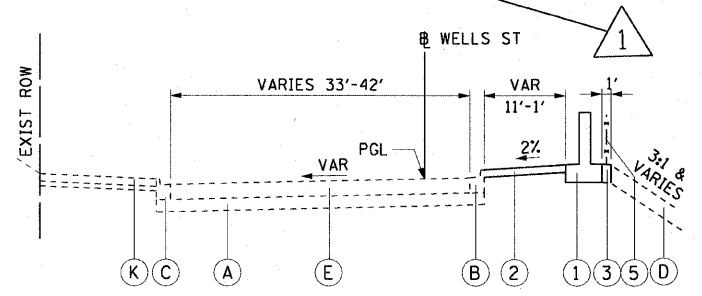 1
℄ WELLS ST
EXIST ROW
VARIES 33'-42'
VAR
11'-1'
1'
PGL
VAR
2%
3:1 &
VARIES
K C A E B 2 1 3 5 D